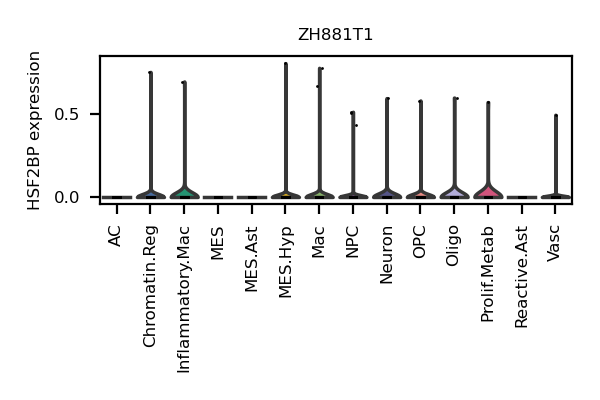 ZH881T1
HSF2BP expression
0.5
0.0
AC
Chromatin.Reg
Inflammatory.Mac
MES
MES.Ast
MES.Hyp
Mac
NPC
Neuron
OPC
Oligo
Prolif.Metab
Reactive.Ast
Vasc